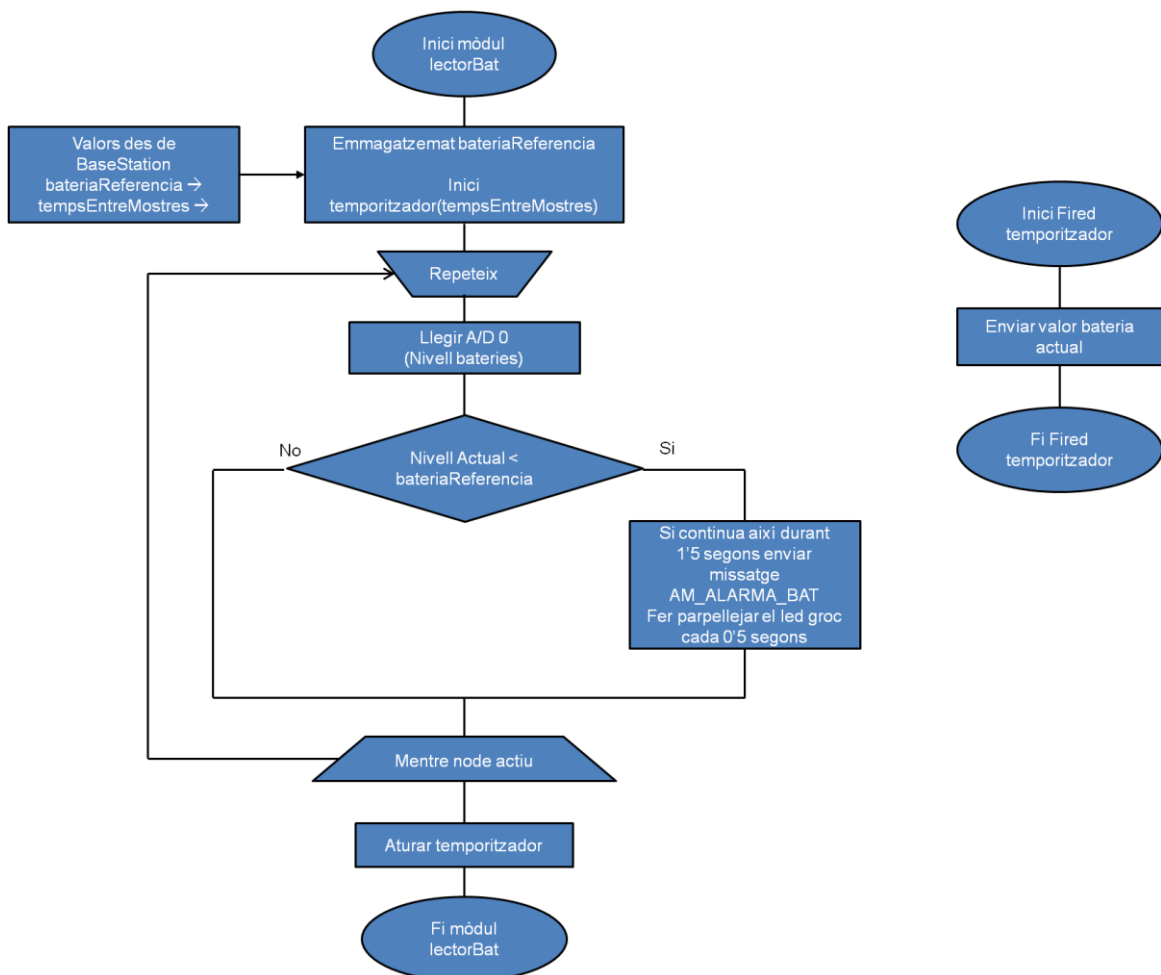 Inici mòdul
lectorBat
Valors des de
BaseStation
bateriaReferencia →
tempsEntreMostres →
Emmagatzemat bateriaReferencia
Inici
temporitzador(tempsEntreMostres)
Repeteix
Llegir A/D 0
(Nivell bateries)
No
Nivell Actual <
bateriaReferencia
Si
Si continua així durant
1'5 segons enviar
missatge
AM_ALARMA_BAT
Fer parpellejar el led groc
cada 0'5 segons
Mentre node actiu
Aturar temporitzador
Fi mòdul
lectorBat
Inici Fired
temporitzador
Enviar valor bateria
actual
Fi Fired
temporitzador